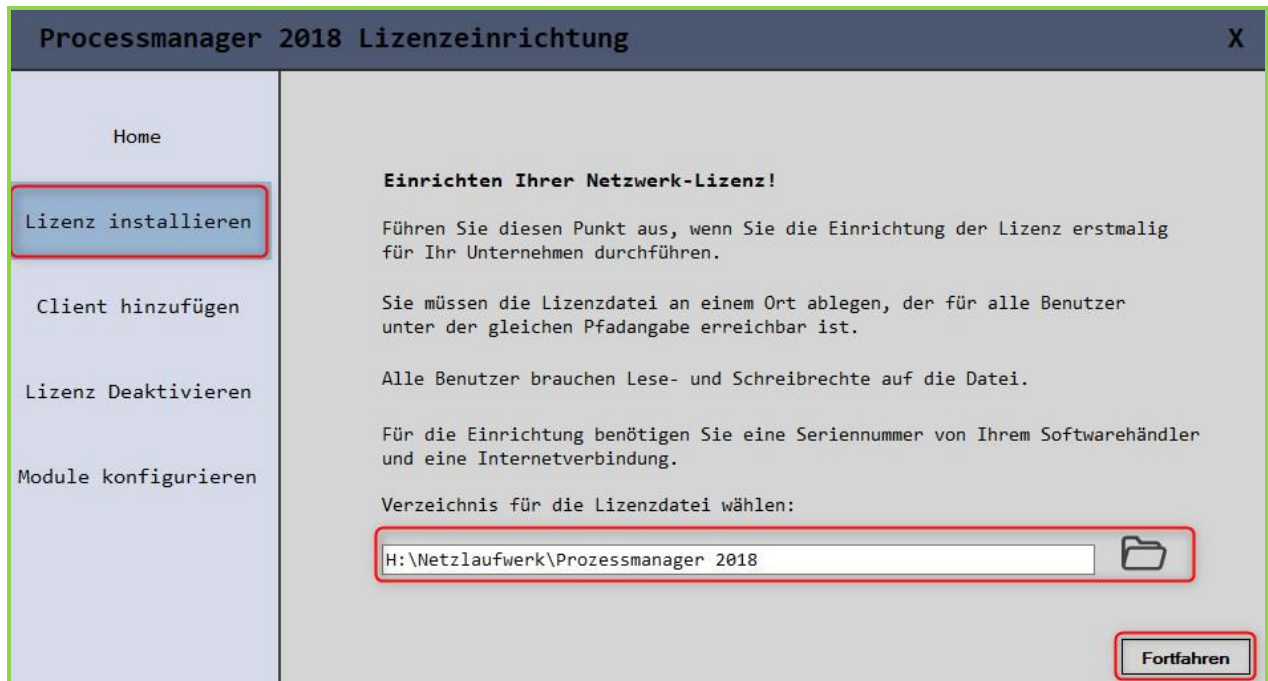 Processmanager 2018 Lizenzeinrichtung X
Home
Lizenz installieren
Client hinzufügen
Lizenz Deaktivieren
Module konfigurieren
Einrichten Ihrer Netzwerk-Lizenz!
Führen Sie diesen Punkt aus, wenn Sie die Einrichtung der Lizenz erstmalig
für Ihr Unternehmen durchführen.
Sie müssen die Lizenzdatei an einem Ort ablegen, der für alle Benutzer
unter der gleichen Pfadangabe erreichbar ist.
Alle Benutzer brauchen Lese- und Schreibrechte auf die Datei.
Für die Einrichtung benötigen Sie eine Seriennummer von Ihrem Softwarehändler
und eine Internetverbindung.
Verzeichnis für die Lizenzdatei wählen:
H:\Netzlaufwerk\Prozessmanager 2018
Fortfahren